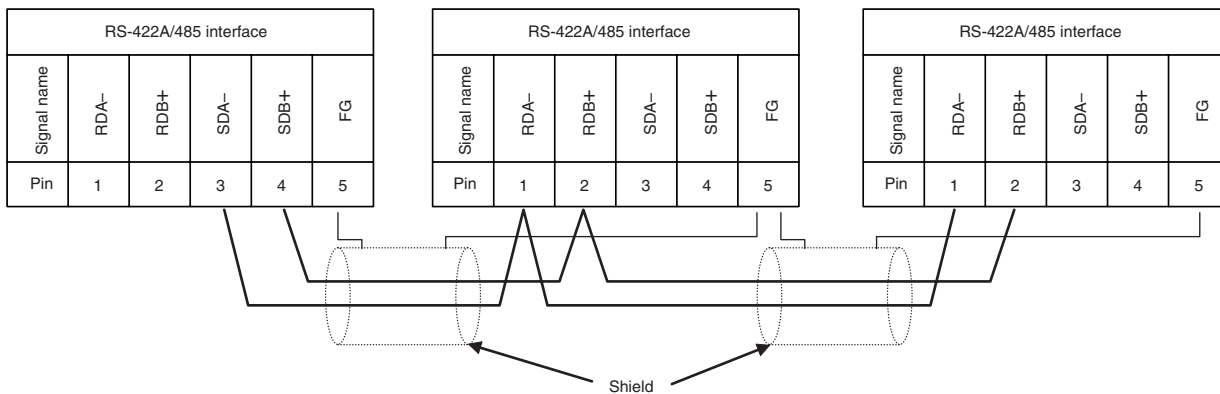 RS-422A/485 interface
Signal name RDA– RDB+ SDA– SDB+ FG
Pin 1 2 3 4 5
RS-422A/485 interface
Signal name RDA– RDB+ SDA– SDB+ FG
Pin 1 2 3 4 5
RS-422A/485 interface
Signal name RDA– RDB+ SDA– SDB+ FG
Pin 1 2 3 4 5
Shield